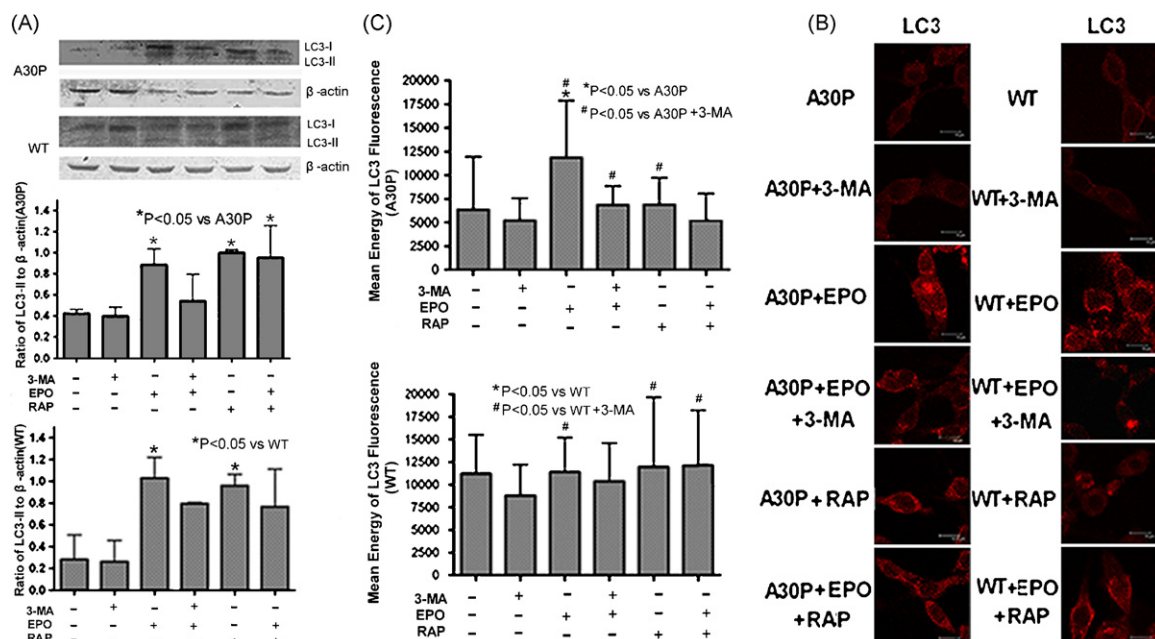 (A)
A30P
LC3-I
LC3-II
β -actin
WT
LC3-I
LC3-II
β -actin
Ratio of LC3-II to β -actin(A30P)
1.4
1.2
1.0
0.8
0.6
0.4
0.2
0.0
*P<0.05 vs A30P
* * *
3-MA - + - + - -
EPO - - + + - +
RAP - - - - + +
Ratio of LC3-II to β -actin(WT)
1.4
1.2
1.0
0.8
0.6
0.4
0.2
0.0
*P<0.05 vs WT
* *
3-MA - + - + - -
EPO - - + + - +
RAP - - - - + +
(C)
Mean Energy of LC3 Fluorescence
(A30P)
20000
17500
15000
12500
10000
7500
5000
2500
0
*P<0.05 vs A30P
#P<0.05 vs A30P +3-MA
#
* # #
3-MA - + - + - -
EPO - - + + - +
RAP - - - - + +
Mean Energy of LC3 Fluorescence
(WT)
20000
17500
15000
12500
10000
7500
5000
2500
0
*P<0.05 vs WT
#P<0.05 vs WT +3-MA
# # #
3-MA - + - + - -
EPO - - + + - +
RAP - - - - + +
(B)
LC3 LC3
A30P WT
A30P+3-MA WT+3-MA
A30P+EPO WT+EPO
A30P+EPO WT+EPO
+3-MA +3-MA
A30P+RAP WT+RAP
A30P+EPO WT+EPO
+RAP +RAP